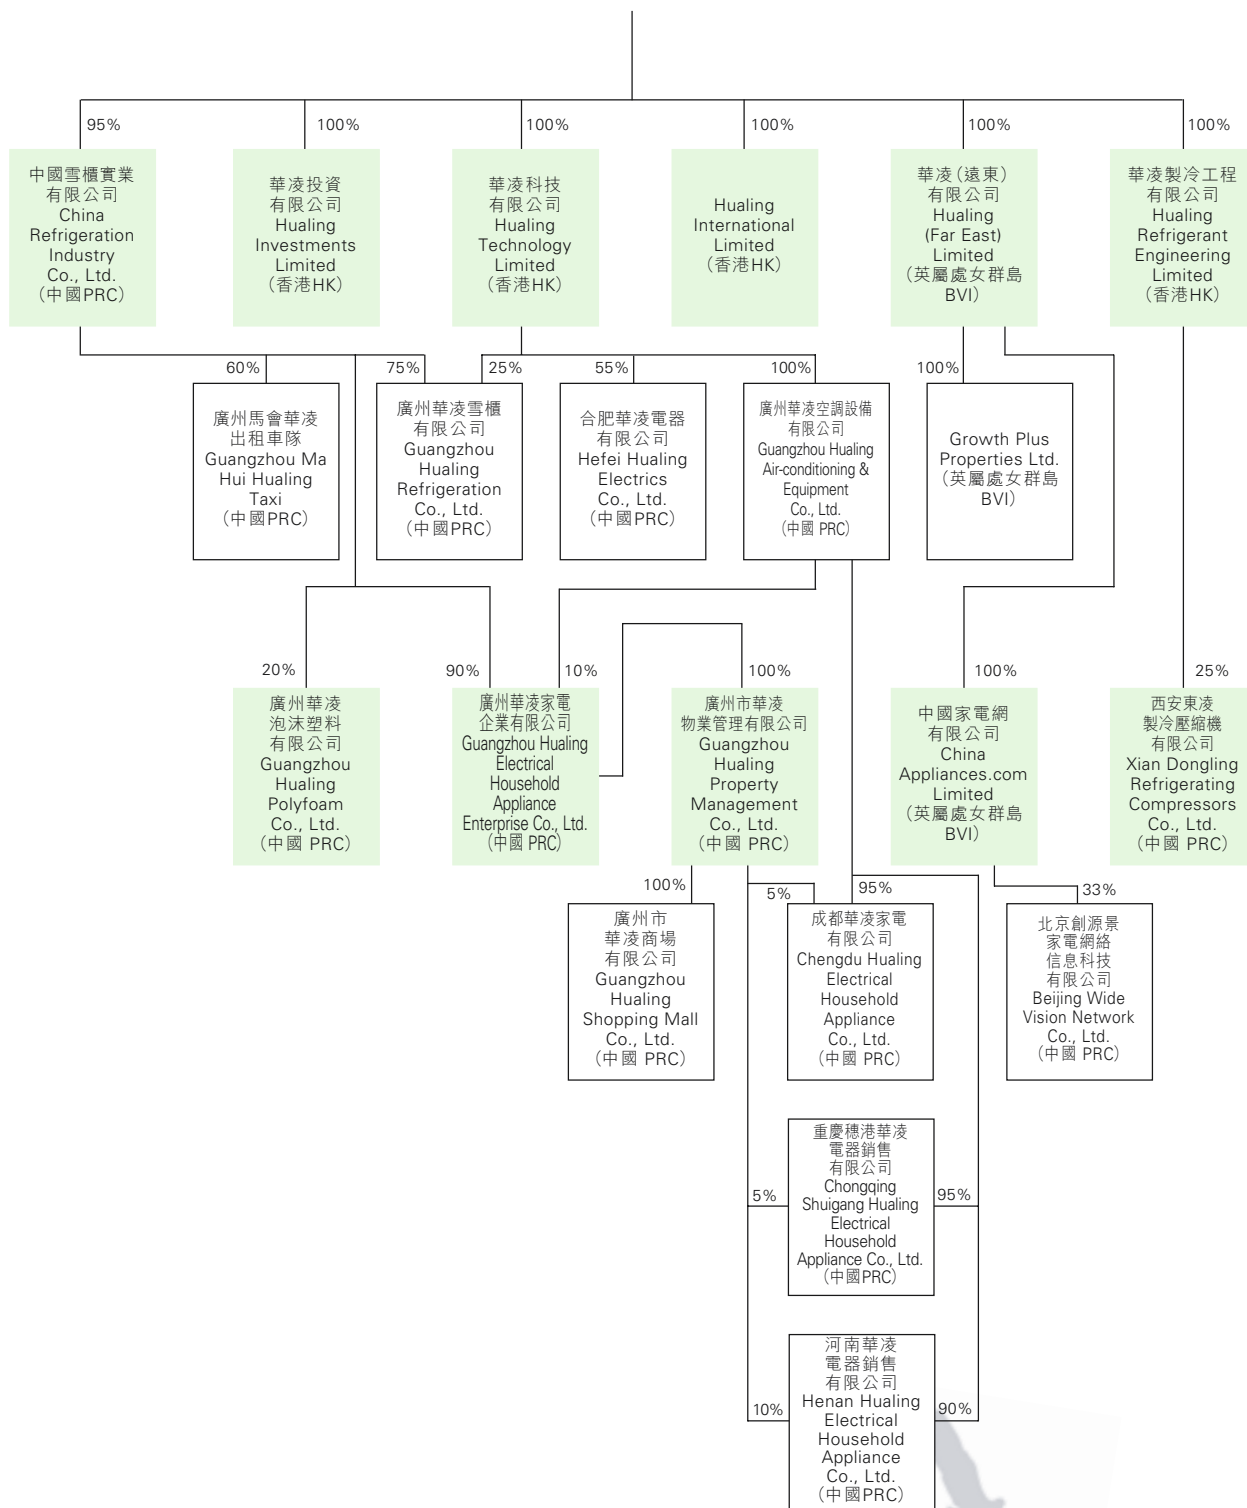 95%
100%
100%
100%
100%
100%
中國雪櫃實業
有限公司
China
Refrigeration
Industry
Co., Ltd.
(中國PRC)
華凌投資
有限公司
Hualing
Investments
Limited
(香港HK)
華凌科技
有限公司
Hualing
Technology
Limited
(香港HK)
Hualing
International
Limited
(香港HK)
華凌(遠東)
有限公司
Hualing
(Far East)
Limited
(英屬處女群島
BVI)
華凌製冷工程
有限公司
Hualing
Refrigerant
Engineering
Limited
(香港HK)
60%
75%
25%
55%
100%
100%
廣州馬會華凌
出租車隊
Guangzhou Ma
Hui Hualing
Taxi
(中國PRC)
廣州華凌雪櫃
有限公司
Guangzhou
Hualing
Refrigeration
Co., Ltd.
(中國PRC)
合肥華凌電器
有限公司
Hefei Hualing
Electrics
Co., Ltd.
(中國PRC)
廣州華凌空調設備
有限公司
Guangzhou Hualing
Air-conditioning &
Equipment
Co., Ltd.
(中國 PRC)
Growth Plus
Properties Ltd.
(英屬處女群島
BVI)
20%
90%
10%
100%
100%
25%
廣州華凌
泡沫塑料
有限公司
Guangzhou
Hualing
Polyfoam
Co., Ltd.
(中國 PRC)
廣州華凌家電
企業有限公司
Guangzhou Hualing
Electrical
Household
Appliance
Enterprise Co., Ltd.
(中國 PRC)
廣州市華凌
物業管理有限公司
Guangzhou
Hualing
Property
Management
Co., Ltd.
(中國 PRC)
中國家電網
有限公司
China
Appliances.com
Limited
(英屬處女群島
BVI)
西安東凌
製冷壓縮機
有限公司
Xian Dongling
Refrigerating
Compressors
Co., Ltd.
(中國 PRC)
100%
5%
95%
33%
廣州市
華凌商場
有限公司
Guangzhou
Hualing
Shopping Mall
Co., Ltd.
(中國 PRC)
成都華凌家電
有限公司
Chengdu Hualing
Electrical
Household
Appliance
Co., Ltd.
(中國 PRC)
北京創源景
家電網絡
信息科技
有限公司
Beijing Wide
Vision Network
Co., Ltd.
(中國 PRC)
5%
95%
重慶穗港華凌
電器銷售
有限公司
Chongqing
Shuigang Hualing
Electrical
Household
Appliance Co., Ltd.
(中國PRC)
10%
90%
河南華凌
電器銷售
有限公司
Henan Hualing
Electrical
Household
Appliance
Co., Ltd.
(中國PRC)